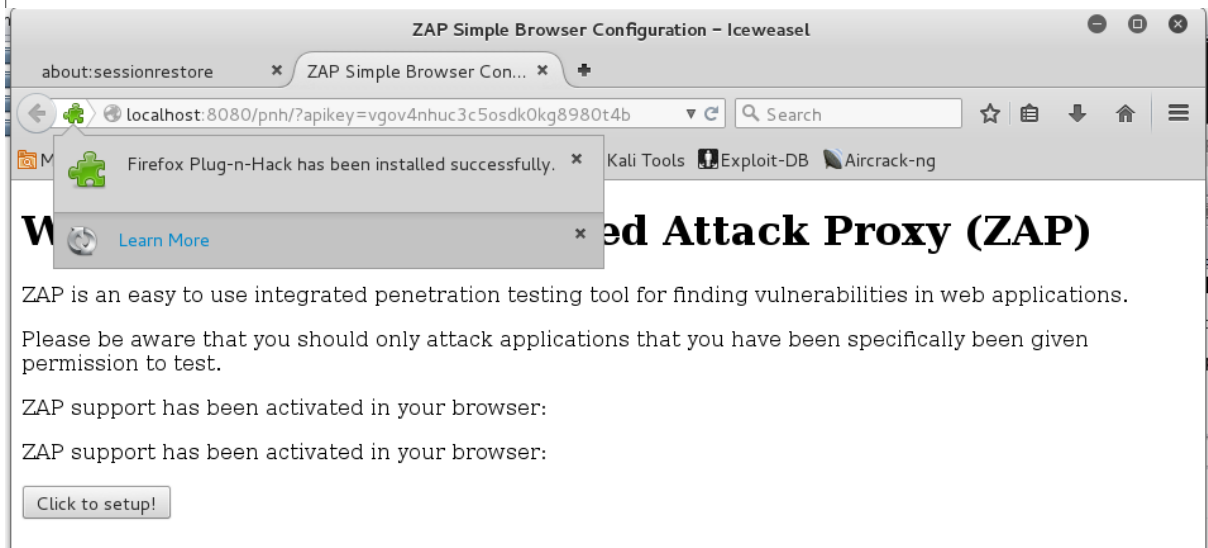 ZAP Simple Browser Configuration – Iceweasel
about:sessionrestore
ZAP Simple Browser Con...
localhost:8080/pnh/?apikey=vgov4nhuc3c5osdk0kg8980t4b
Search
M
Kali Tools
Exploit-DB
Aircrack-ng
Firefox Plug-n-Hack has been installed successfully.
Learn More
W
ed Attack Proxy (ZAP)
ZAP is an easy to use integrated penetration testing tool for finding vulnerabilities in web applications.
Please be aware that you should only attack applications that you have been specifically been given
permission to test.
ZAP support has been activated in your browser:
ZAP support has been activated in your browser:
Click to setup!